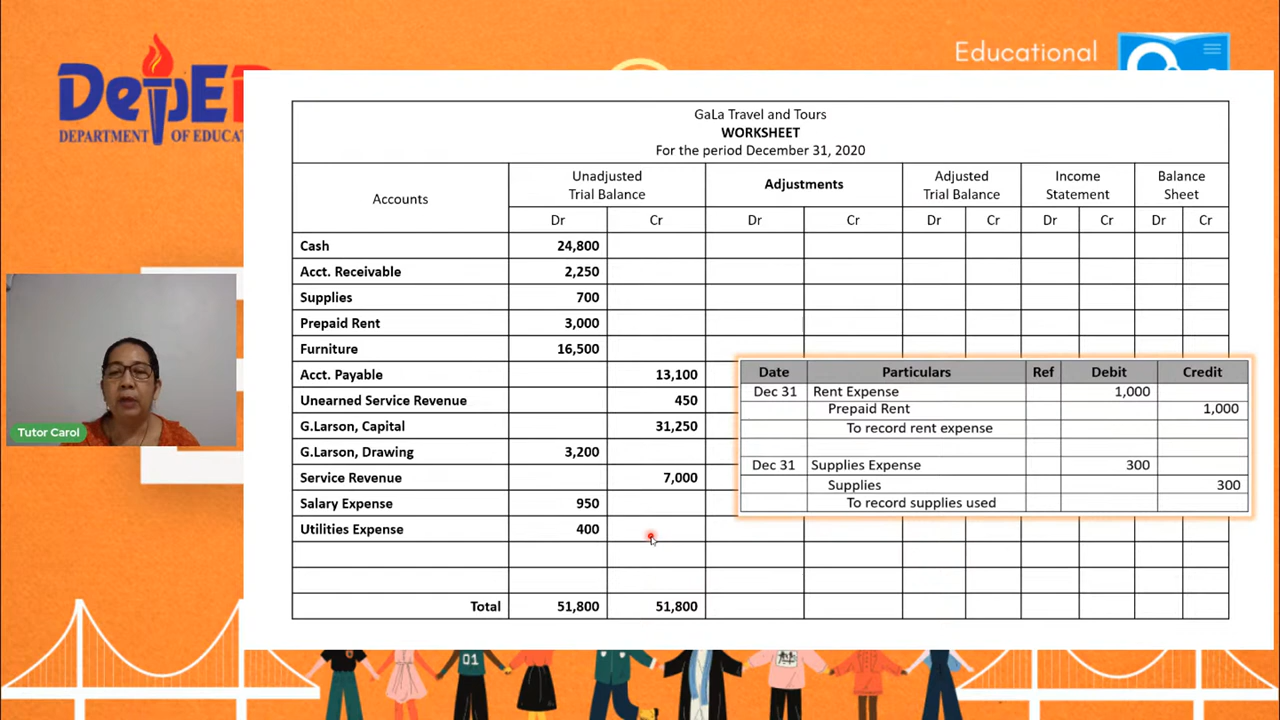 Educational
DepE
DEPARTMENT OF EDUCA
GaLa Travel and Tours
WORKSHEET
For the period December 31, 2020
Accounts Unadjusted Trial Balance Adjustments Adjusted Trial Balance Income Statement Balance Sheet
Dr Cr Dr Cr Dr Cr Dr Cr Dr Cr
Cash 24,800
Acct. Receivable 2,250
Supplies 700
Prepaid Rent 3,000
Furniture 16,500
Acct. Payable 13,100
Unearned Service Revenue 450
G.Larson, Capital 31,250
G.Larson, Drawing 3,200
Service Revenue 7,000
Salary Expense 950
Utilities Expense 400
Total 51,800 51,800
Date Particulars Ref Debit Credit
Dec 31 Rent Expense 1,000
Prepaid Rent 1,000
To record rent expense
Dec 31 Supplies Expense 300
Supplies 300
To record supplies used
Tutor Carol
01